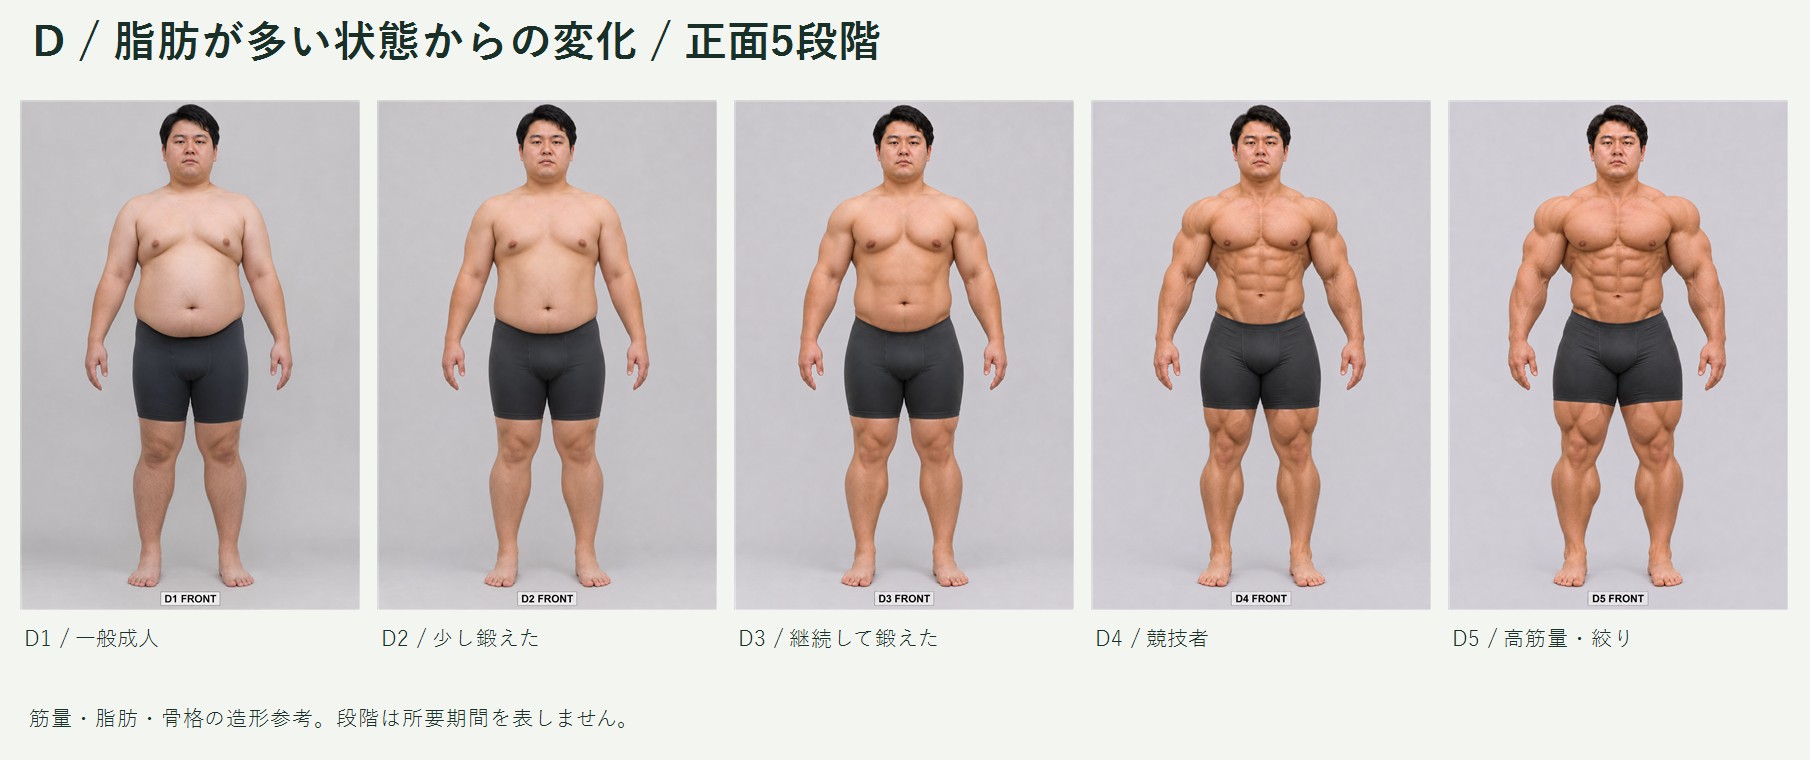 D / 脂肪が多い状態からの変化 / 正面5段階
D1 FRONT
D2 FRONT
D3 FRONT
D4 FRONT
D5 FRONT
D1 / 一般成人
D2 / 少し鍛えた
D3 / 継続して鍛えた
D4 / 競技者
D5 / 高筋量・絞り
筋量・脂肪・骨格の造形参考。段階は所要期間を表しません。